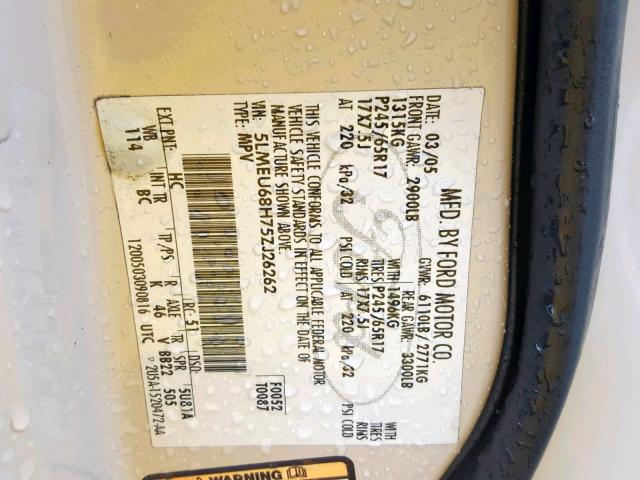 MFD. BY FORD MOTOR CO.
DATE: 03/05 GVWR: 6110LB / 2771KG
FRONT GAWR: 2900LB REAR GAWR: 3300LB
1315KG WITH 1496KG WITH
P245/65R17 TIRES P245/65R17 TIRES
17X7.5J RIMS 17X7.5J RIMS
AT 220 kPa/32 PSI COLD AT 220 kPa/32 PSI COLD
THIS VEHICLE CONFORMS TO ALL APPLICABLE FEDERAL MOTOR
VEHICLE SAFETY STANDARDS IN EFFECT ON THE DATE OF
MANUFACTURE SHOWN ABOVE.
VIN: 5LMEU68H75ZJ26262 F0052
TYPE: MPV T0087
EXT PNT: HC RC: 51 DSO:
WB INT TR TP/PS R AXLE TR SPR 5U81A
114 BC K 46 V BB22 505
12005030908016 UTC
WARNING